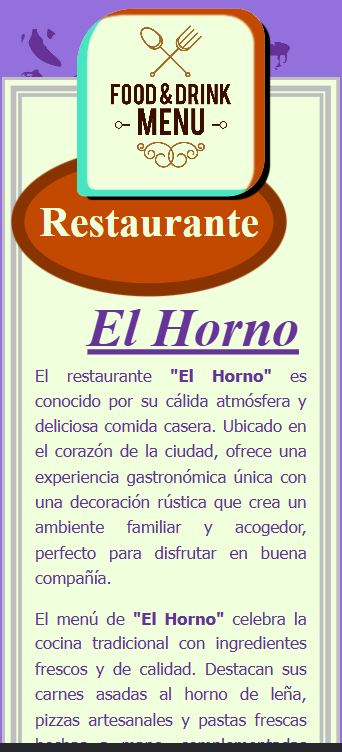 FOOD & DRINK
MENU
Restaurante
El Horno
El restaurante "El Horno" es
conocido por su cálida atmósfera y
deliciosa comida casera. Ubicado en
el corazón de la ciudad, ofrece una
experiencia gastronómica única con
una decoración rústica que crea un
ambiente familiar y acogedor,
perfecto para disfrutar en buena
compañía.
El menú de "El Horno" celebra la
cocina tradicional con ingredientes
frescos y de calidad. Destacan sus
carnes asadas al horno de leña,
pizzas artesanales y pastas frescas
hechas a mano, complementadas